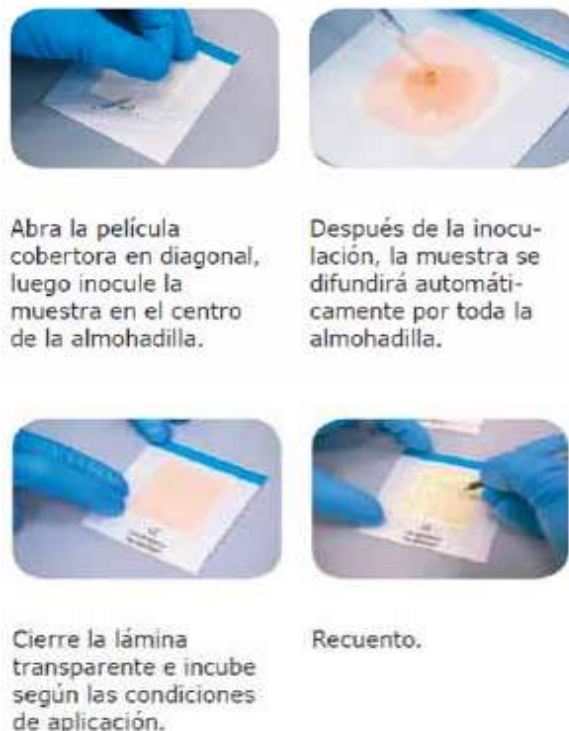 Abra la película
cobertora en diagonal,
luego inocule la
muestra en el centro
de la almohadilla.
Después de la inocu-
lación, la muestra se
difundirá automáti-
camente por toda la
almohadilla.
Cierre la lámina
transparente e incube
según las condiciones
de aplicación.
Recuento.